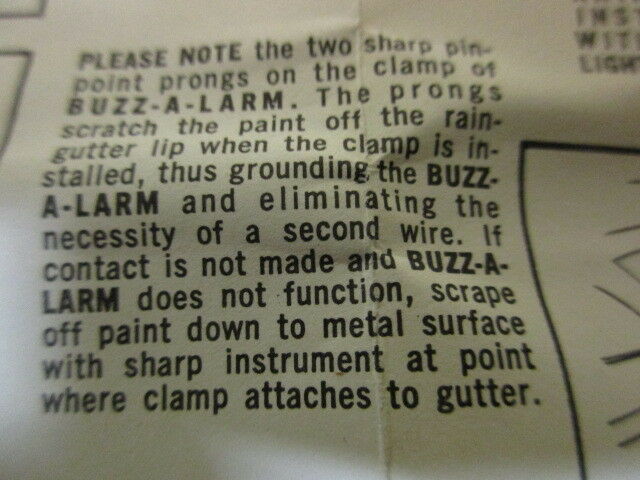 PLEASE NOTE the two sharp pin-
point prongs on the clamp of
BUZZ-A-LARM. The prongs
scratch the paint off the rain-
gutter lip when the clamp is in-
stalled, thus grounding the BUZZ-
A-LARM and eliminating the
necessity of a second wire. If
contact is not made and BUZZ-A-
LARM does not function, scrape
off paint down to metal surface
with sharp instrument at point
where clamp attaches to gutter.
INST
WIT
LIGHT